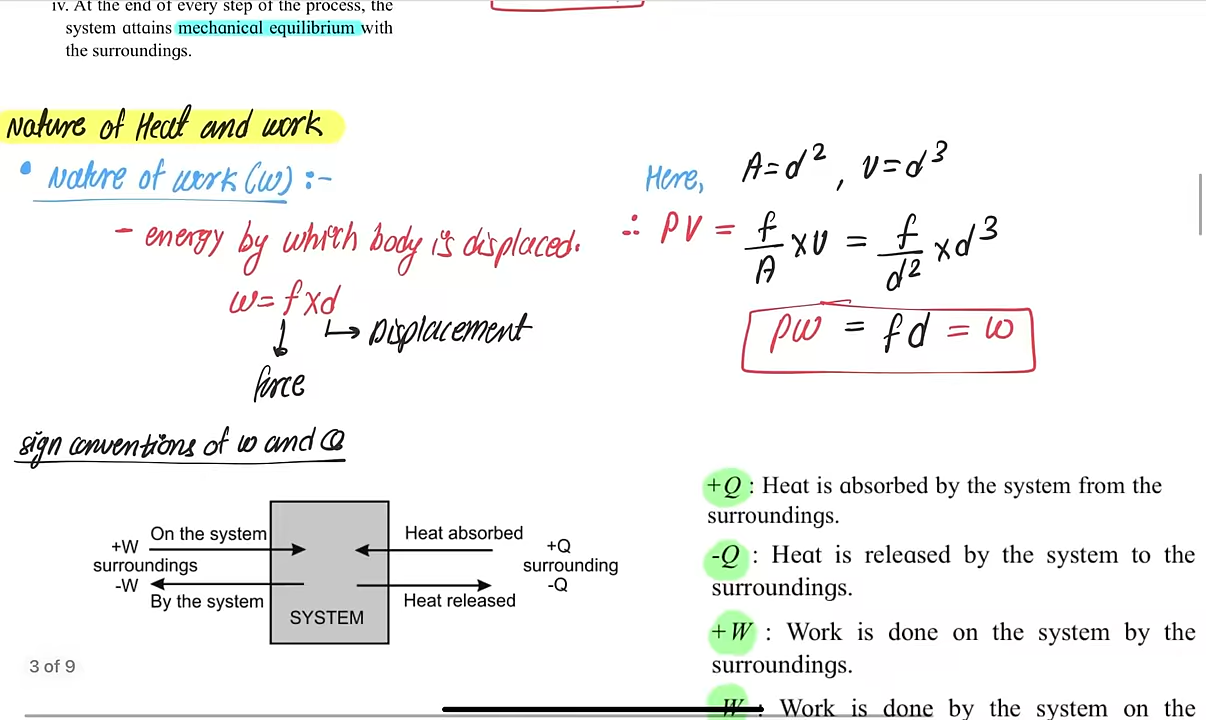 iv. At the end of every step of the process, the
system attains mechanical equilibrium with
the surroundings.
Nature of Heat and work
• Nature of work (w) :-
- energy by which body is displaced.
w = f x d
Displacement
force
Here, A = d², v = d³
∴ PV = f/A x v = f/d² x d³
pw = fd = w
sign conventions of w and Q
+W On the system
surroundings
-W By the system
SYSTEM
Heat absorbed +Q
surrounding
Heat released -Q
+Q : Heat is absorbed by the system from the
surroundings.
-Q : Heat is released by the system to the
surroundings.
+W : Work is done on the system by the
surroundings.
-W : Work is done by the system on the
3 of 9